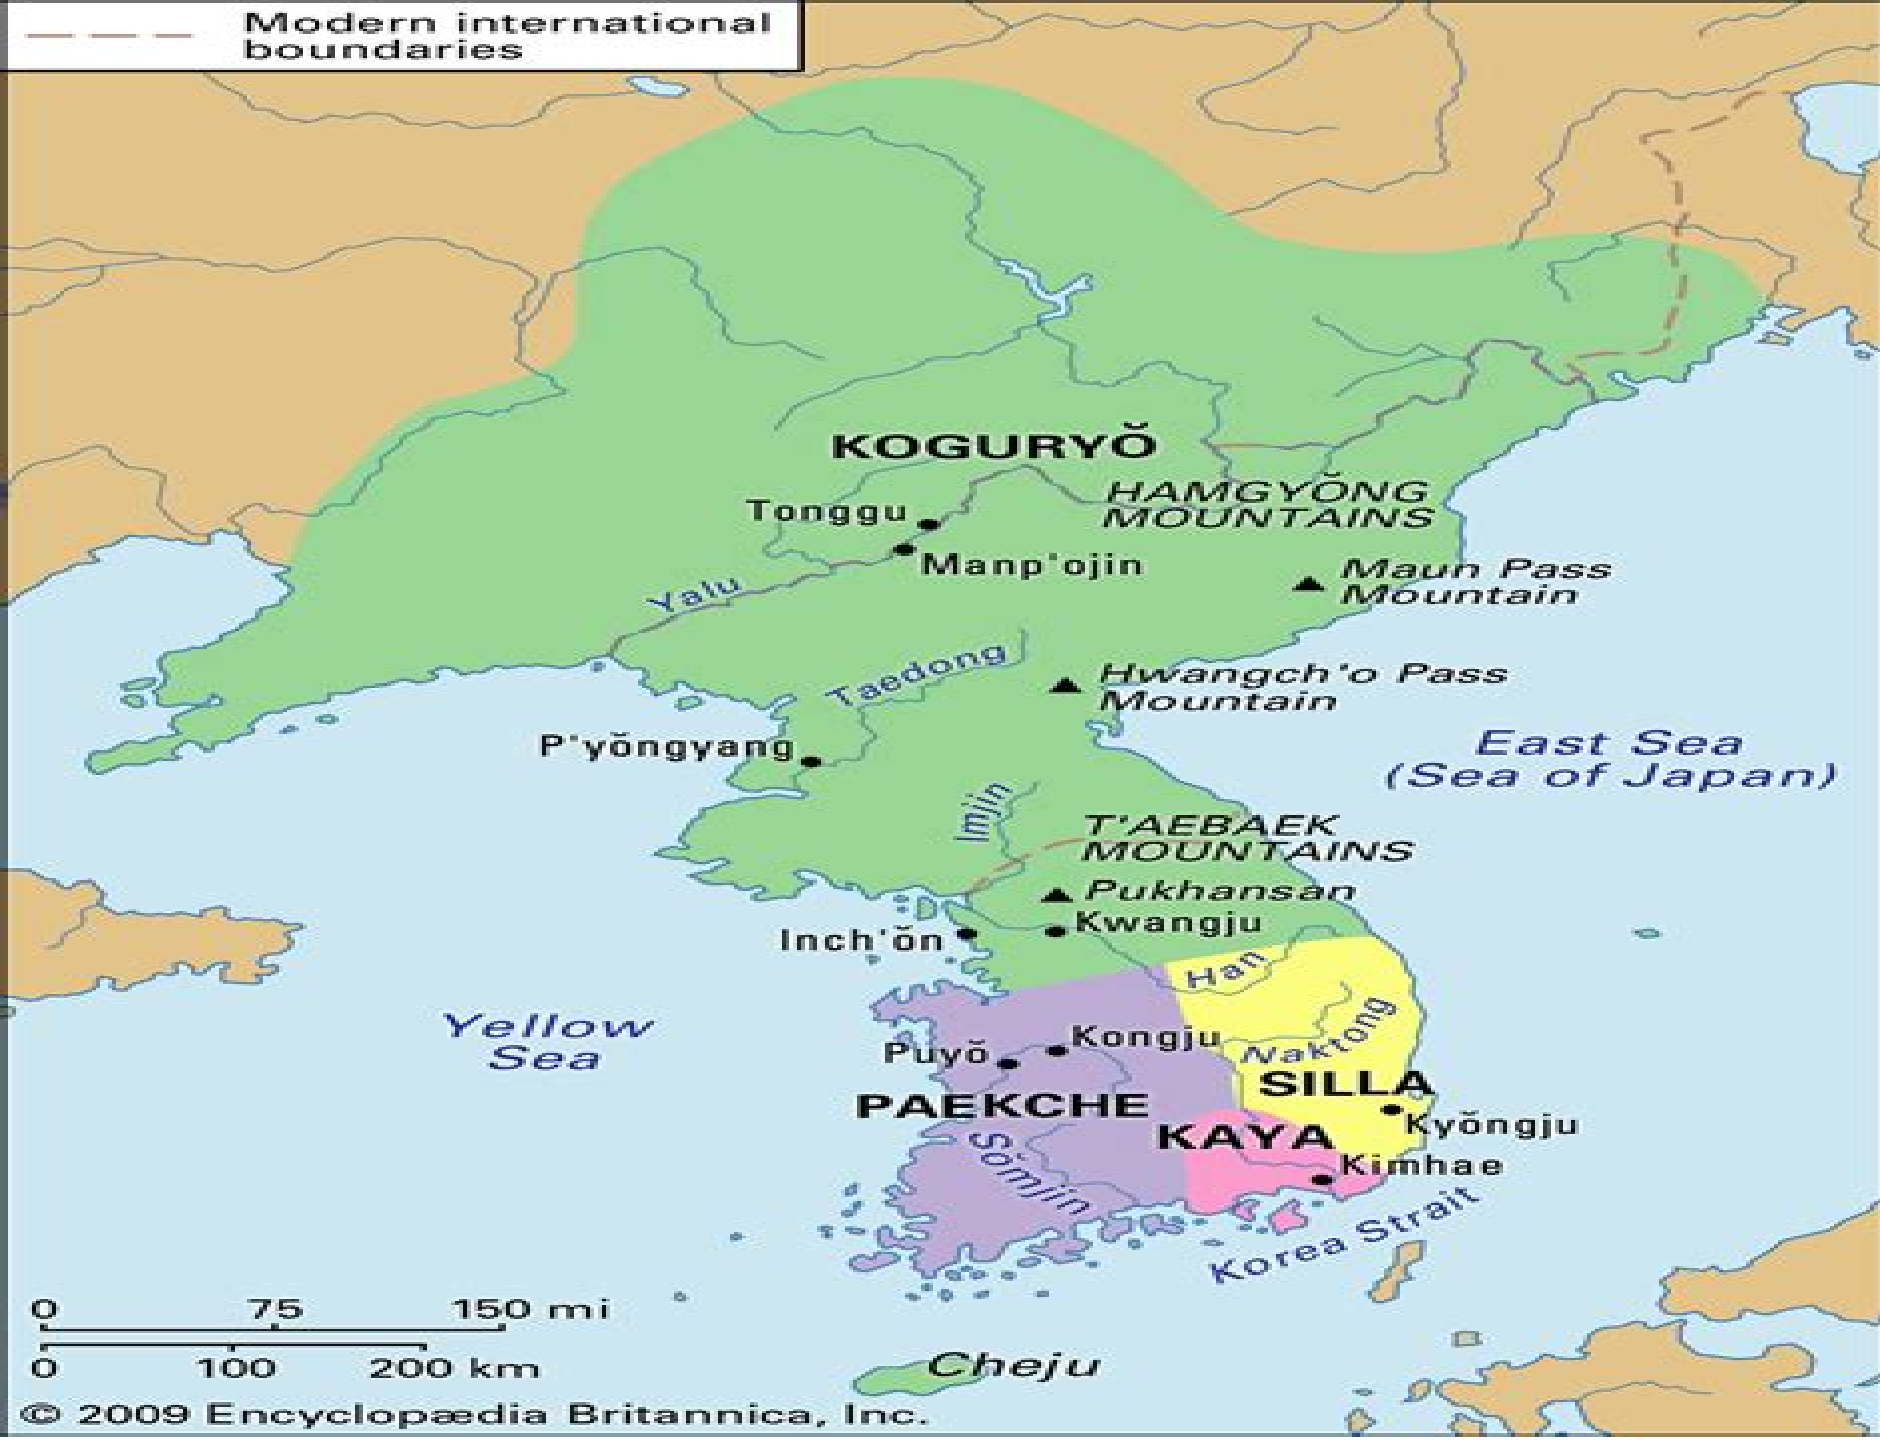 Modern international
boundaries
KOGURYŎ
HAMGYŎNG
MOUNTAINS
Tonggu
Manp'ojin
Maun Pass
Mountain
Yalu
Taedong
Hwangch'o Pass
Mountain
P'yŏngyang
East Sea
(Sea of Japan)
Imjin
T'AEBAEK
MOUNTAINS
Pukhansan
Kwangju
Inch'ŏn
Han
Yellow
Sea
Naktong
Kongju
Puyŏ
SILLA
PAEKCHE
Kyŏngju
KAYA
Sŏmjin
Kimhae
Korea Strait
0 75 150 mi
0 100 200 km
Cheju
© 2009 Encyclopædia Britannica, Inc.